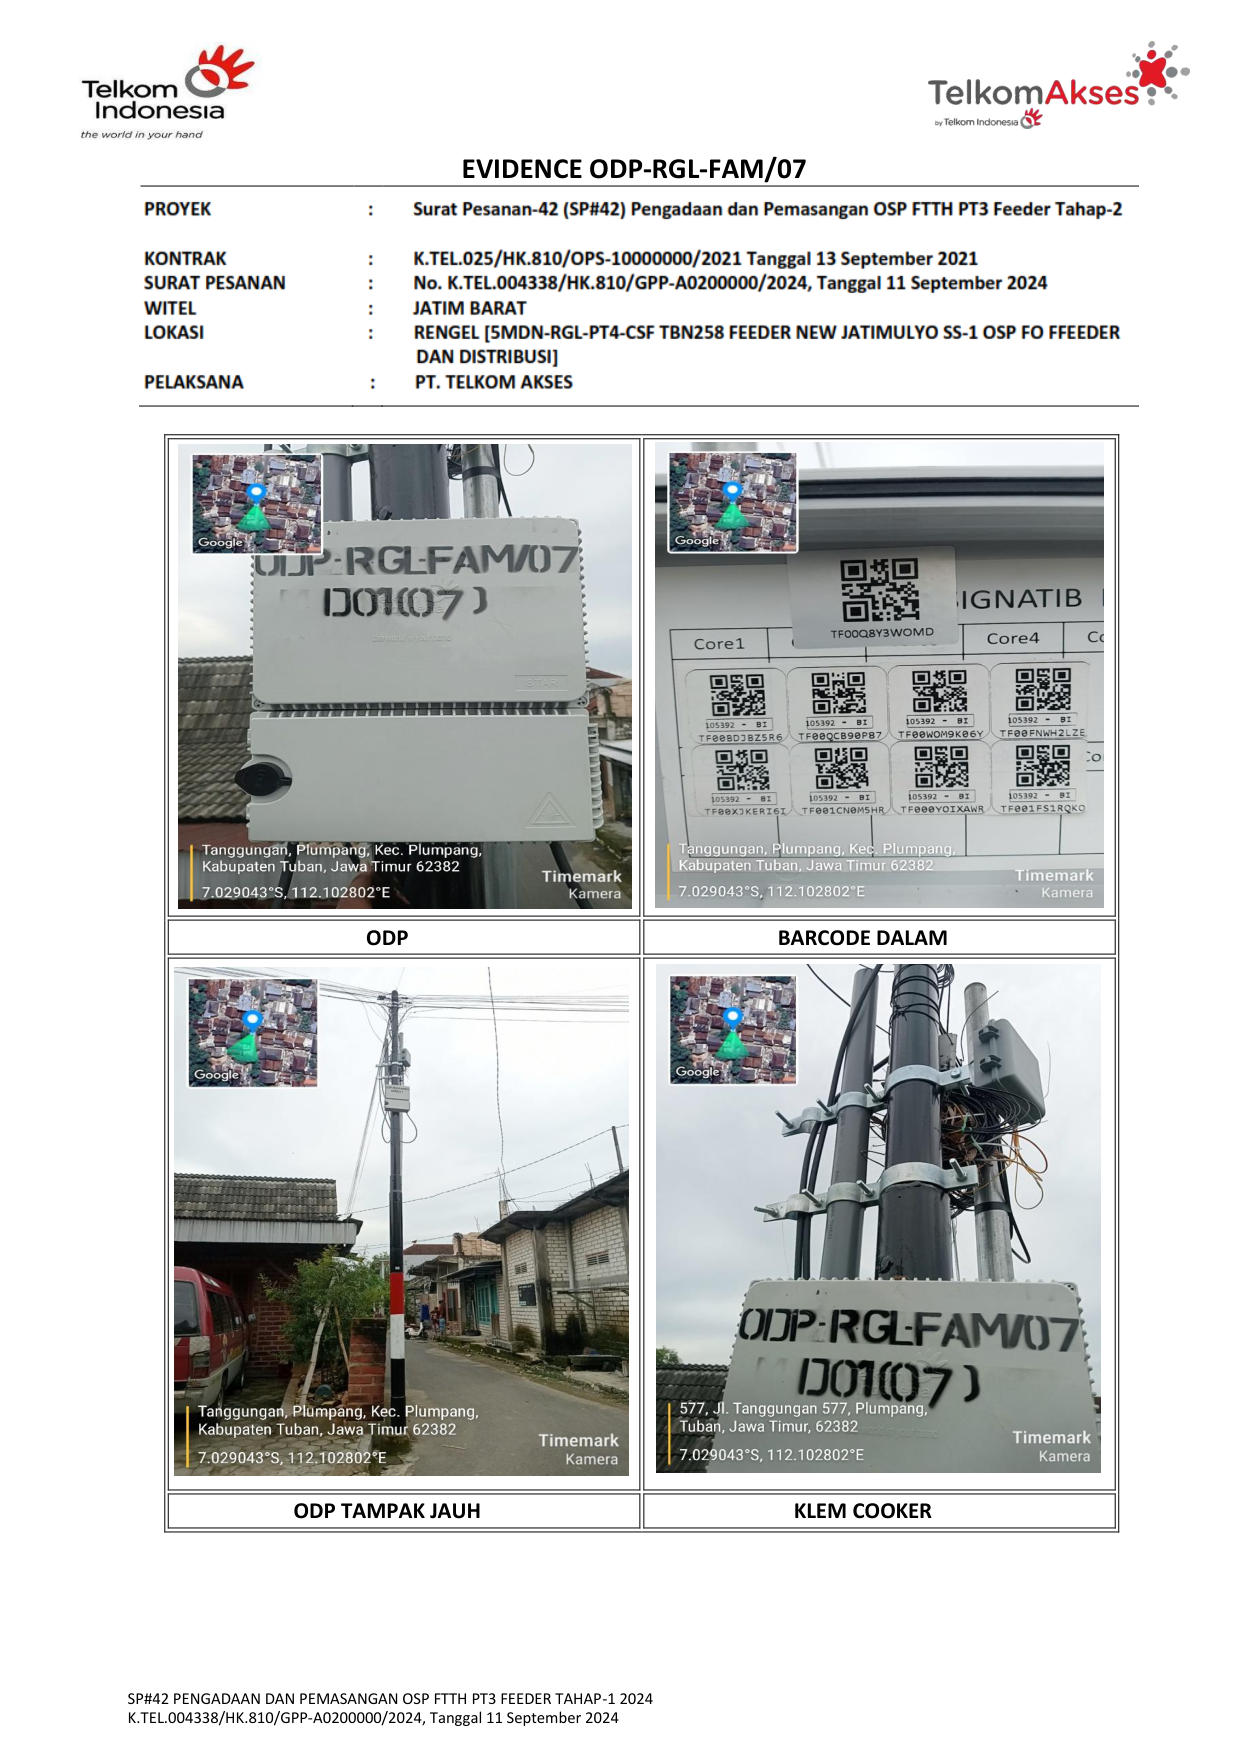 Telkom
Indonesia
the world in your hand
TelkomAkses
by Telkom Indonesia
EVIDENCE ODP-RGL-FAM/07
PROYEK : Surat Pesanan-42 (SP#42) Pengadaan dan Pemasangan OSP FTTH PT3 Feeder Tahap-2
KONTRAK : K.TEL.025/HK.810/OPS-10000000/2021 Tanggal 13 September 2021
SURAT PESANAN : No. K.TEL.004338/HK.810/GPP-A0200000/2024, Tanggal 11 September 2024
WITEL : JATIM BARAT
LOKASI : RENGEL [5MDN-RGL-PT4-CSF TBN258 FEEDER NEW JATIMULYO SS-1 OSP FO FFEEDER
DAN DISTRIBUSI]
PELAKSANA : PT. TELKOM AKSES
Google
ODP-RGL-FAM/07
D01(07)
Tanggungan, Plumpang, Kec. Plumpang,
Kabupaten Tuban, Jawa Timur 62382
7.029043°S, 112.102802°E
Timemark
Kamera
Google
TF00Q8Y3WOMD
IGNATIB
Core1
Core4
105392 - BI
105392 - BI
105392 - BI
105392 - BI
TF00BDJBZ5R6
TF00QCB90P87
TF00WOM9K06Y
TF00FNWH2LZE
105392 - BI
105392 - BI
105392 - BI
105392 - BI
TF00XJKERI6I
TF001CN0M5HR
TF000YOIXAWR
TF001FS1RQKO
Tanggungan, Plumpang, Kec. Plumpang,
Kabupaten Tuban, Jawa Timur 62382
7.029043°S, 112.102802°E
Timemark
Kamera
ODP
BARCODE DALAM
Google
Tanggungan, Plumpang, Kec. Plumpang,
Kabupaten Tuban, Jawa Timur 62382
7.029043°S, 112.102802°E
Timemark
Kamera
Google
ODP-RGL-FAM/07
D01(07)
577, Jl. Tanggungan 577, Plumpang,
Tuban, Jawa Timur, 62382
7.029043°S, 112.102802°E
Timemark
Kamera
ODP TAMPAK JAUH
KLEM COOKER
SP#42 PENGADAAN DAN PEMASANGAN OSP FTTH PT3 FEEDER TAHAP-1 2024
K.TEL.004338/HK.810/GPP-A0200000/2024, Tanggal 11 September 2024